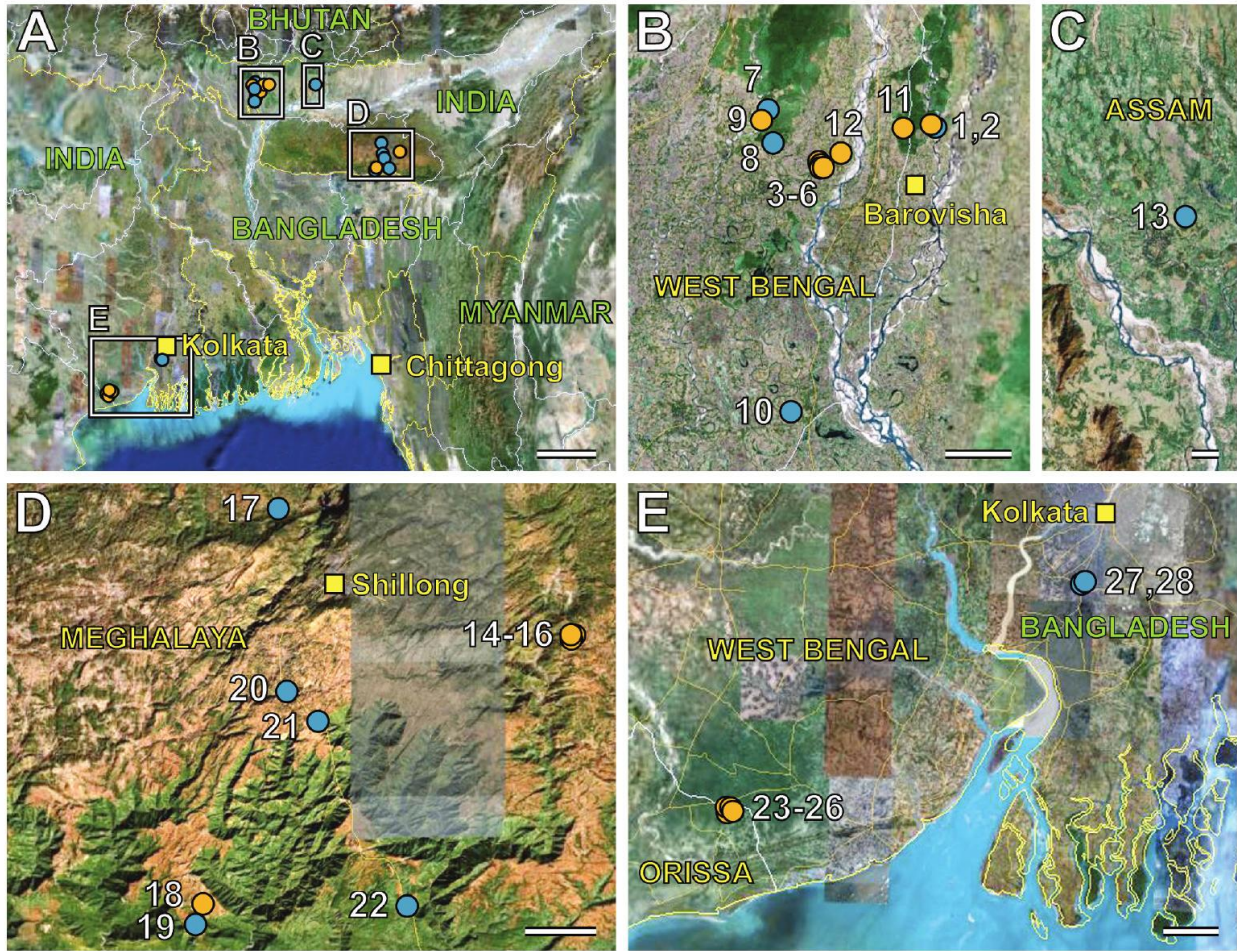 A
BHUTAN
B
C
INDIA
D
INDIA
BANGLADESH
MYANMAR
E
Kolkata
Chittagong
B
7
9
8
12
11
1,2
3-6
Barovisha
WEST BENGAL
10
C
ASSAM
13
D
17
Shillong
MEGHALAYA
14-16
20
21
18
19
22
E
Kolkata
27,28
BANGLADESH
WEST BENGAL
23-26
ORISSA